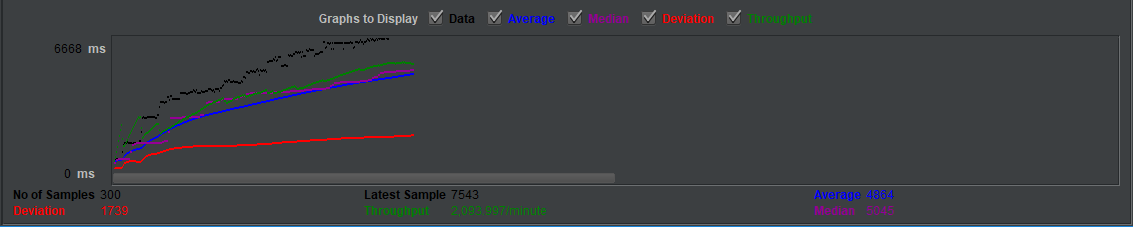 Graphs to Display Data Average Median Deviation Throughput
6668 ms
0 ms
No of Samples 300 Latest Sample 7543 Average 4864
Deviation 1739 Throughput 2,093.997/minute Median